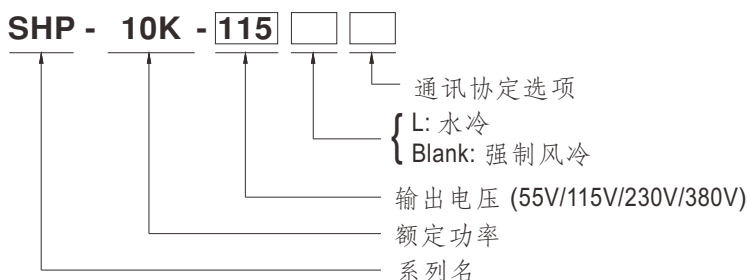 SHP - 10K - 115
通讯协定选项
L: 水冷
Blank: 强制风冷
输出电压 (55V/115V/230V/380V)
额定功率
系列名